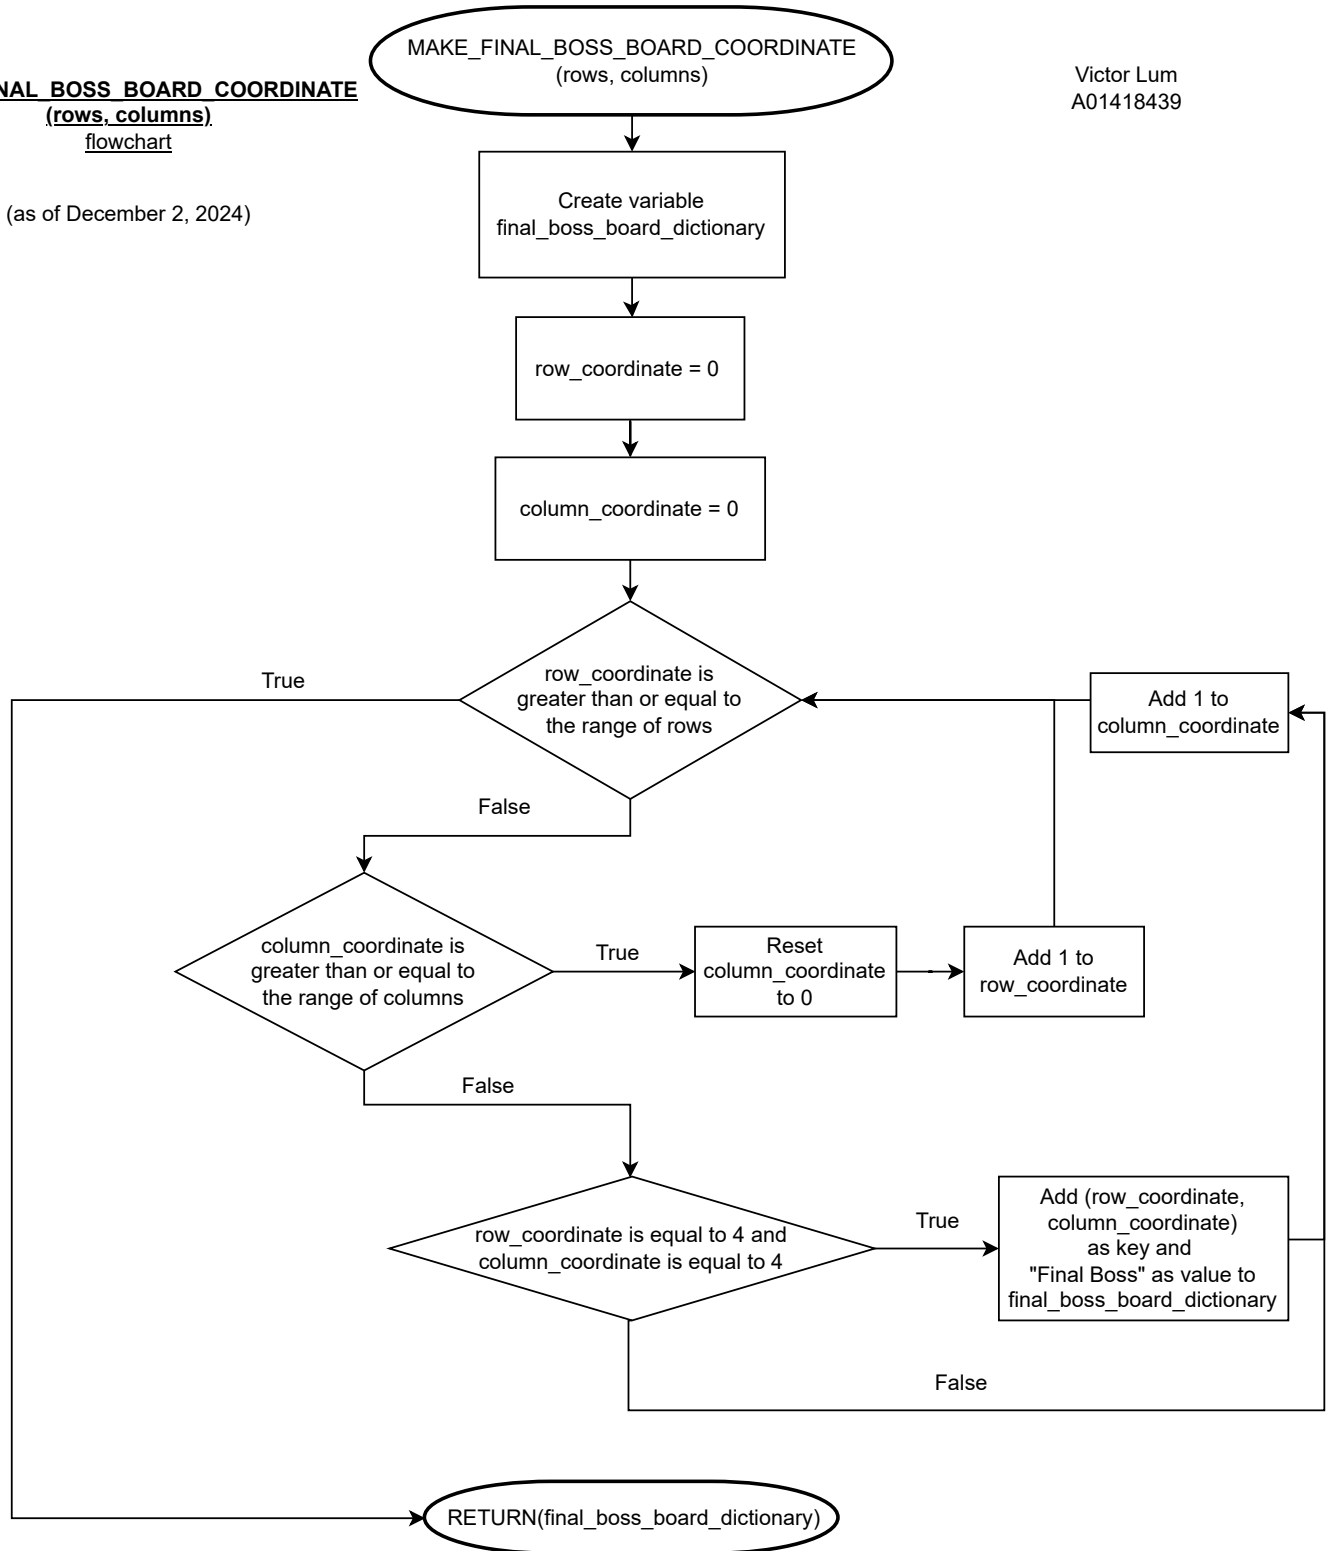 MAKE_FINAL_BOSS_BOARD_COORDINATE
(rows, columns)
NAL_BOSS_BOARD_COORDINATE
(rows, columns)
flowchart
(as of December 2, 2024)
Victor Lum
A01418439
Create variable
final_boss_board_dictionary
row_coordinate = 0
column_coordinate = 0
row_coordinate is
greater than or equal to
the range of rows
True
False
Add 1 to
column_coordinate
column_coordinate is
greater than or equal to
the range of columns
True
Reset
column_coordinate
to 0
Add 1 to
row_coordinate
False
row_coordinate is equal to 4 and
column_coordinate is equal to 4
True
Add (row_coordinate,
column_coordinate)
as key and
"Final Boss" as value to
final_boss_board_dictionary
False
RETURN(final_boss_board_dictionary)